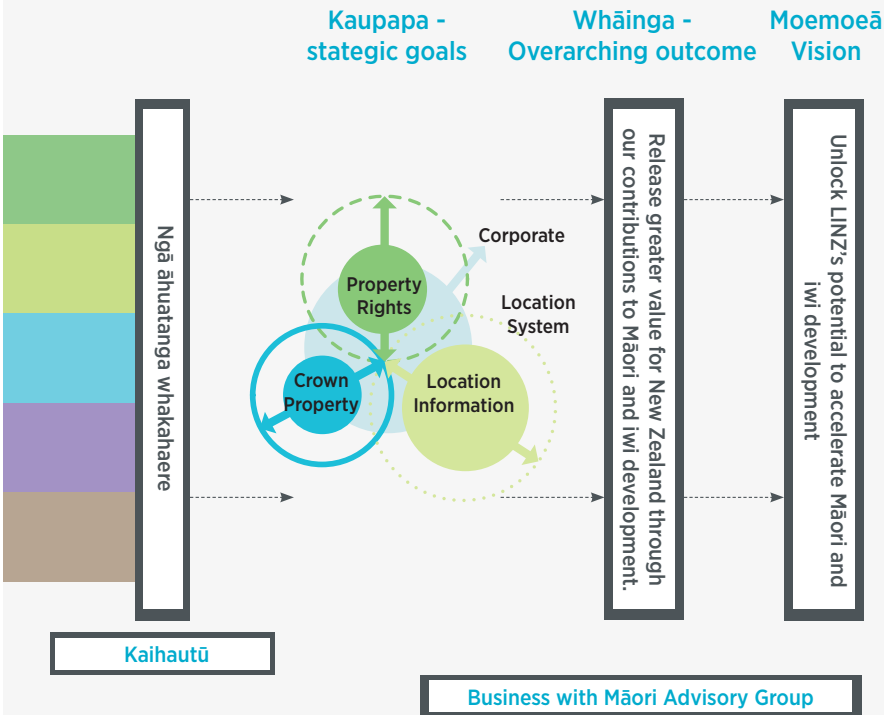 Kaupapa -
stategic goals
Whāinga -
Overarching outcome
Moemoeā
Vision
Ngā āhuatanga whakahaere
Corporate
Property
Rights
Location
System
Crown
Property
Location
Information
Release greater value for New Zealand through
our contributions to Māori and iwi development.
Unlock LINZ's potential to accelerate Māori and
iwi development
Kaihautū
Business with Māori Advisory Group